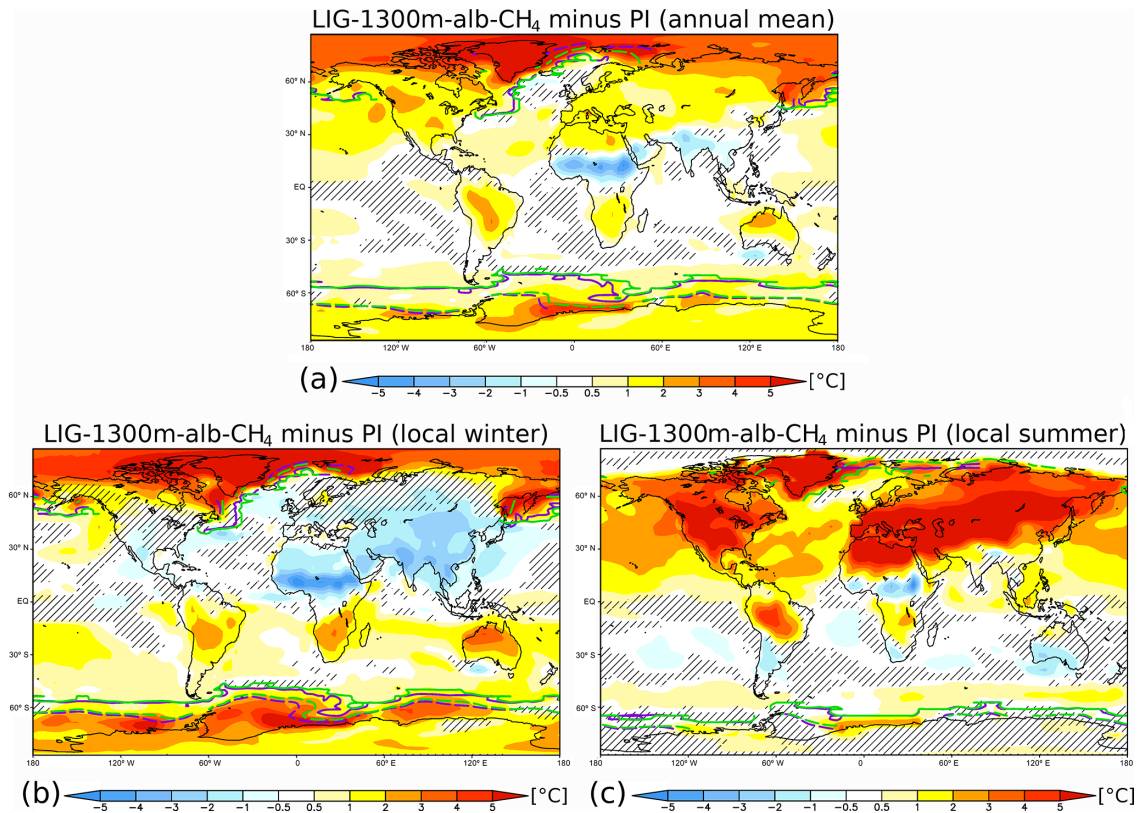 LIG-1300m-alb-CH₄ minus PI (annual mean)
60° N
30° N
EQ
30° S
60° S
180 120° W 60° W 0 60° E 120° E 180
(a) -5 -4 -3 -2 -1 -0.5 0.5 1 2 3 4 5 [°C]
LIG-1300m-alb-CH₄ minus PI (local winter)
60° N
30° N
EQ
30° S
60° S
180 120° W 60° W 0 60° E 120° E 180
(b) -5 -4 -3 -2 -1 -0.5 0.5 1 2 3 4 5 [°C]
LIG-1300m-alb-CH₄ minus PI (local summer)
60° N
30° N
EQ
30° S
60° S
180 120° W 60° W 0 60° E 120° E 180
(c) -5 -4 -3 -2 -1 -0.5 0.5 1 2 3 4 5 [°C]